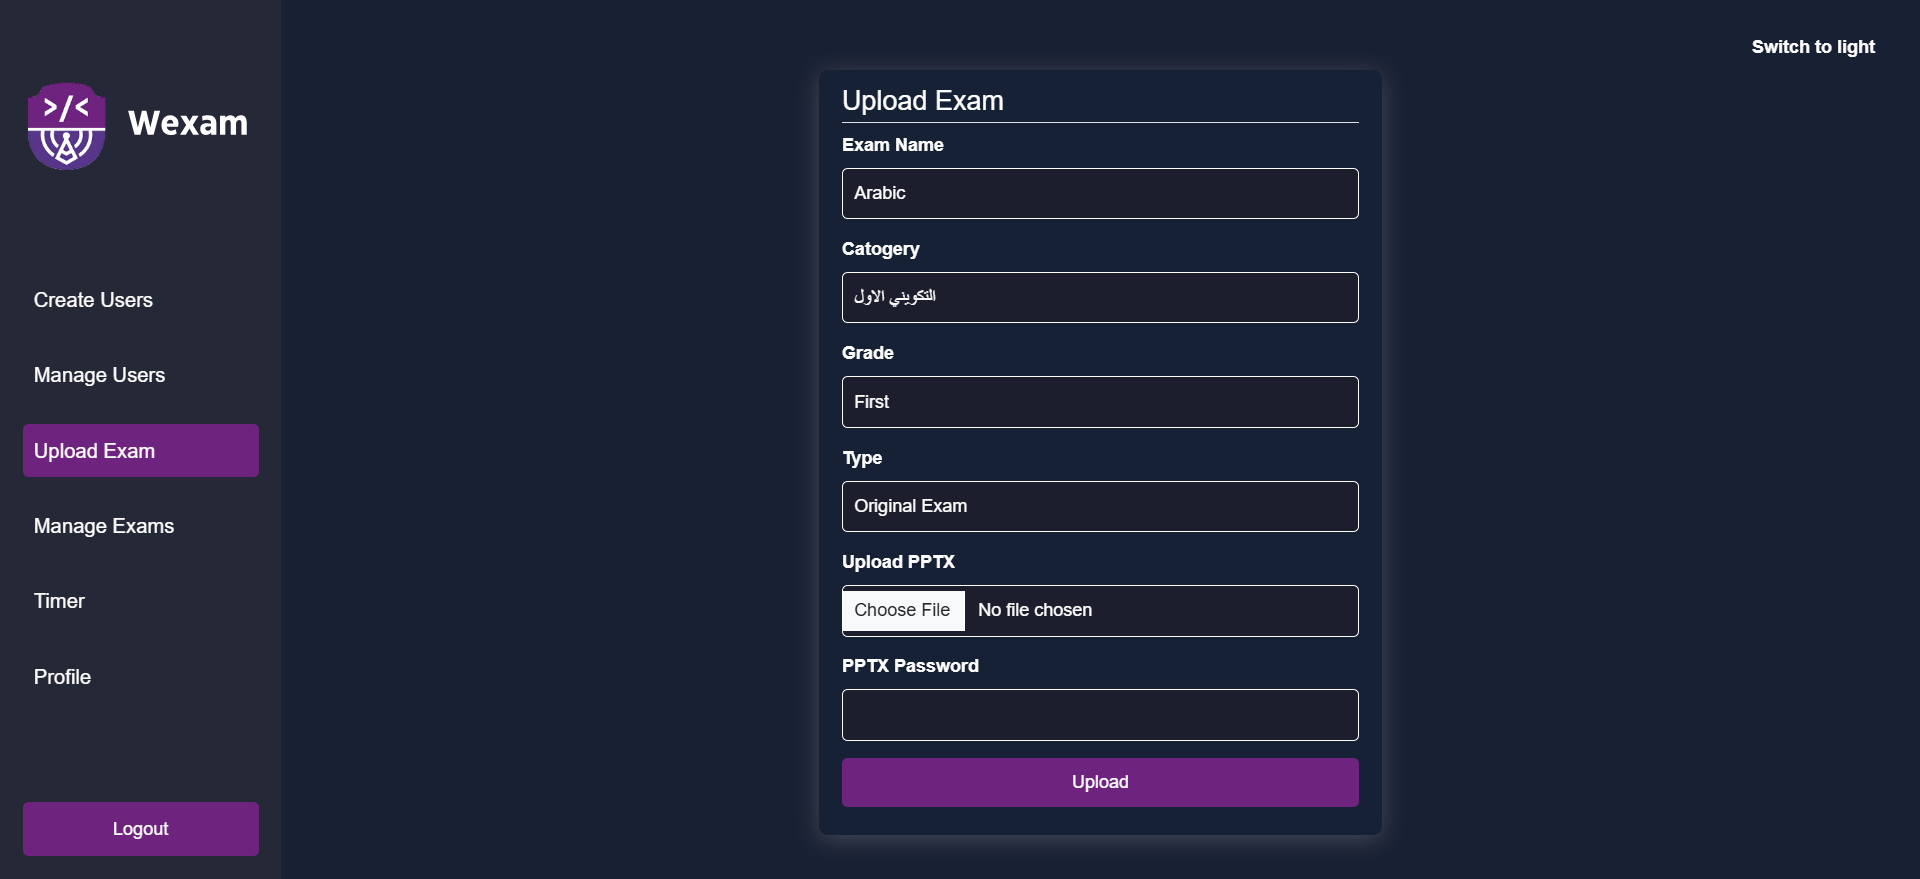 >/<
Wexam
Create Users
Manage Users
Upload Exam
Manage Exams
Timer
Profile
Logout
Switch to light
Upload Exam
Exam Name
Arabic
Catogery
التكويني الاول
Grade
First
Type
Original Exam
Upload PPTX
Choose File No file chosen
PPTX Password
Upload